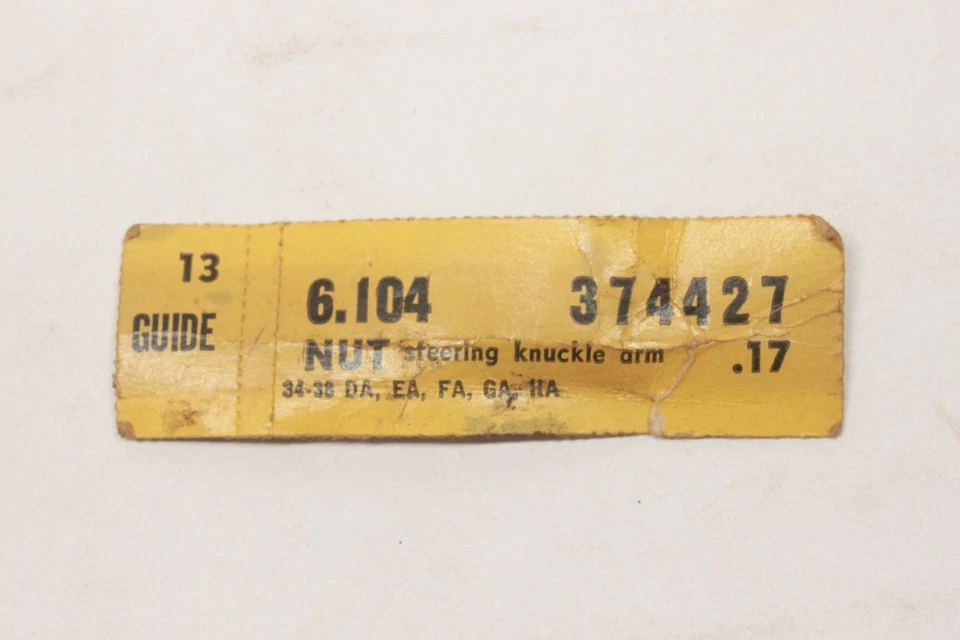 13
GUIDE
6.104 374427
NUT steering knuckle arm .17
34-38 DA, EA, FA, GA, HA